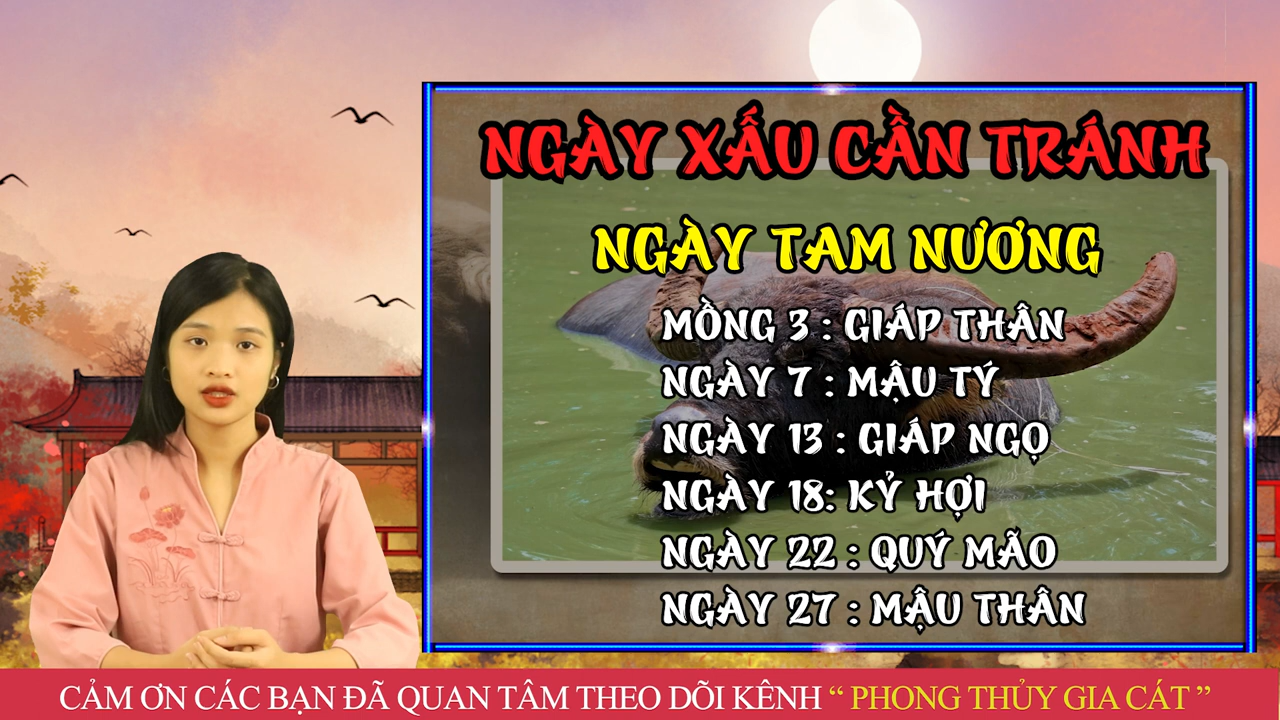 NGÀY XẤU CẦN TRÁNH
NGÀY TAM NƯƠNG
MỒNG 3 : GIÁP THÂN
NGÀY 7 : MẬU TÝ
NGÀY 13 : GIÁP NGỌ
NGÀY 18: KỶ HỢI
NGÀY 22 : QUÝ MÃO
NGÀY 27 : MẬU THÂN
CẢM ƠN CÁC BẠN ĐÃ QUAN TÂM THEO DÕI KÊNH “ PHONG THỦY GIA CÁT ”